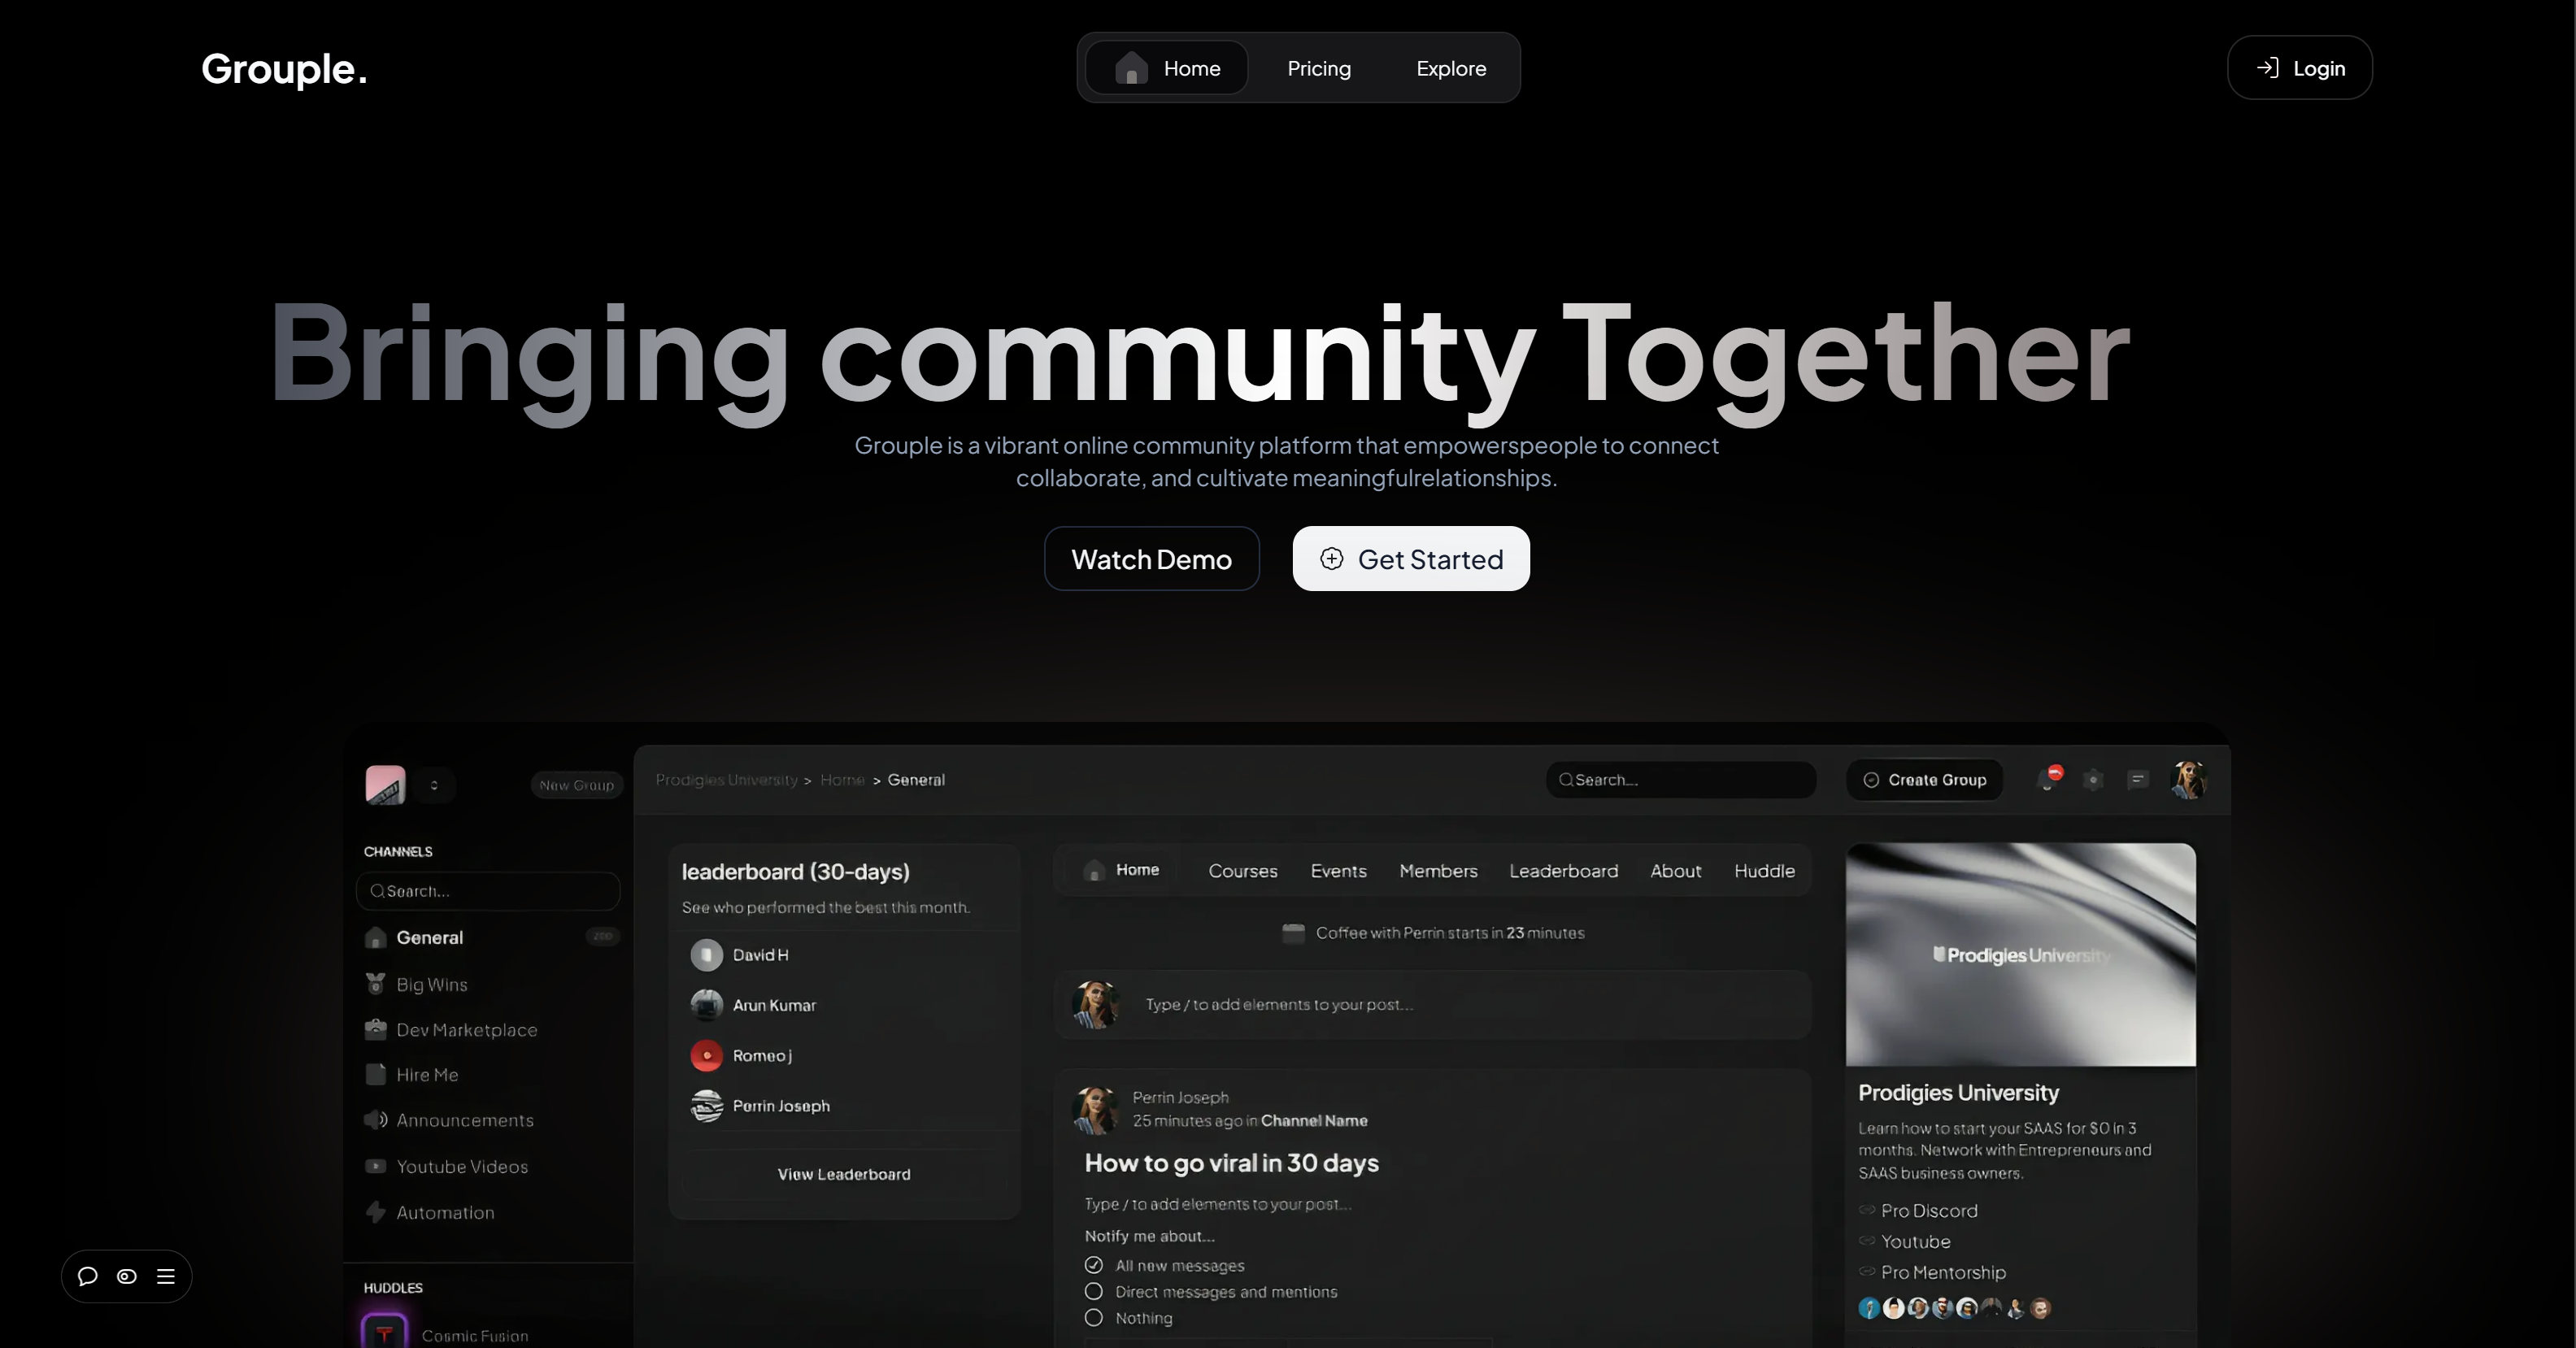 Grouple.
Home
Pricing
Explore
Login
Bringing community Together
Grouple is a vibrant online community platform that empowerspeople to connect
collaborate, and cultivate meaningfulrelationships.
Watch Demo
Get Started
New Group
Prodigies University > Home > General
Search...
Create Group
CHANNELS
Search...
General
200
Big Wins
Dev Marketplace
Hire Me
Announcements
Youtube Videos
Automation
HUDDLES
Cosmic Fusion
leaderboard (30-days)
See who performed the best this month.
David H
Arun Kumar
Romeo j
Perrin Joseph
View Leaderboard
Home
Courses
Events
Members
Leaderboard
About
Huddle
Coffee with Perrin starts in 23 minutes
Type / to add elements to your post...
Perrin Joseph
25 minutes ago in Channel Name
How to go viral in 30 days
Type / to add elements to your post...
Notify me about...
All new messages
Direct messages and mentions
Nothing
Prodigies University
Prodigies University
Learn how to start your SAAS for $0 in 3
months. Network with Entrepreneurs and
SAAS business owners.
Pro Discord
Youtube
Pro Mentorship